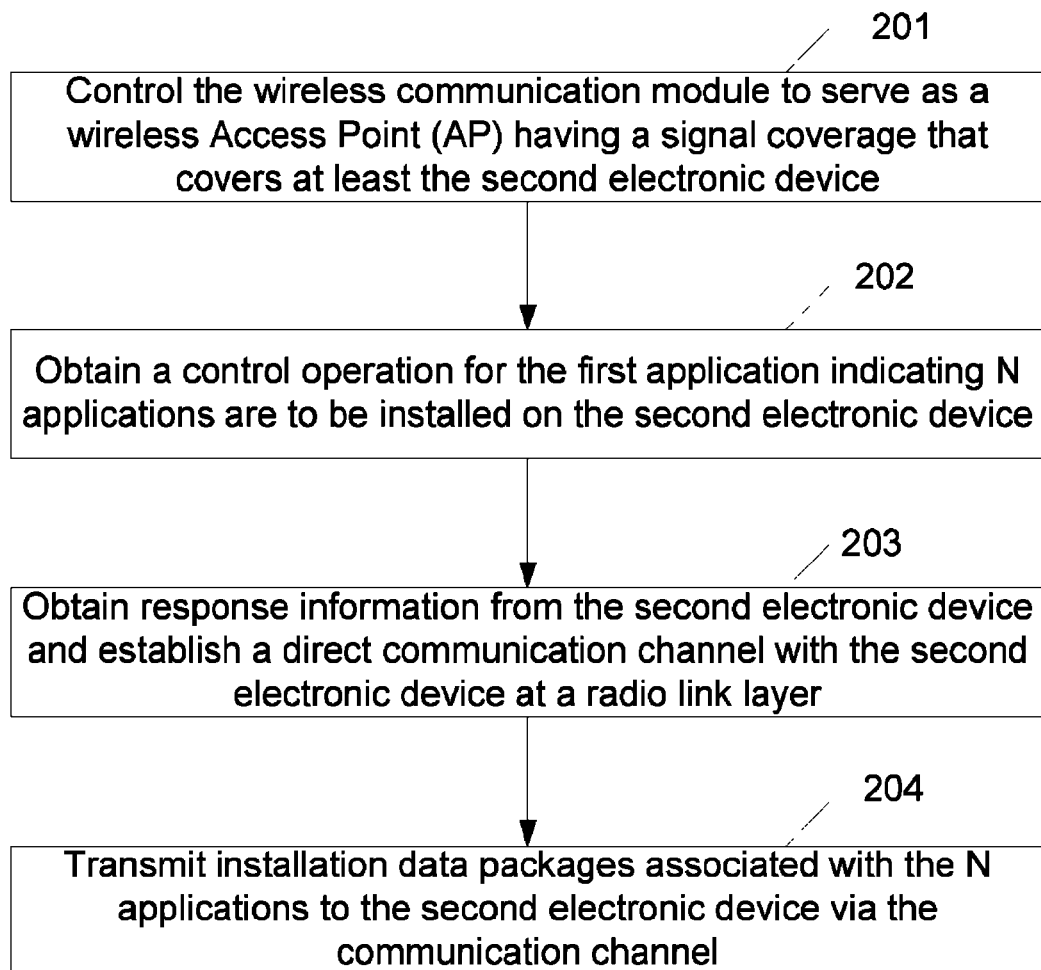 201
Control the wireless communication module to serve as a
wireless Access Point (AP) having a signal coverage that
covers at least the second electronic device
202
Obtain a control operation for the first application indicating N
applications are to be installed on the second electronic device
203
Obtain response information from the second electronic device
and establish a direct communication channel with the second
electronic device at a radio link layer
204
Transmit installation data packages associated with the N
applications to the second electronic device via the
communication channel